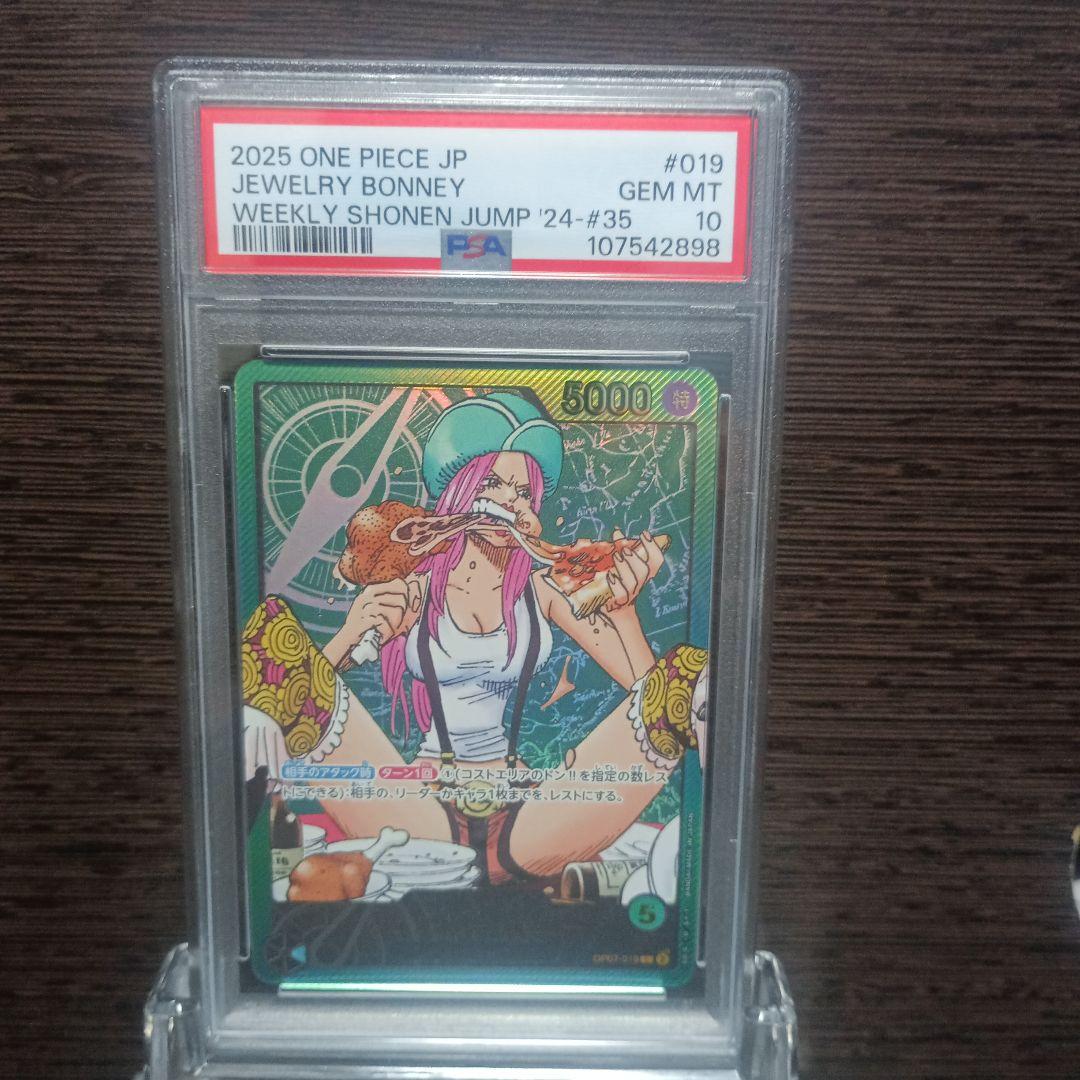 2025 ONE PIECE JP #019
JEWELRY BONNEY GEM MT
WEEKLY SHONEN JUMP '24-#35 10
PSA 107542898
5000 特
相手のアタック時 ターン1回 ①(コストエリアのドン!!を指定の数レス
トにできる):相手の、リーダーかキャラ1枚までを、レストにする。
5
OP07-019